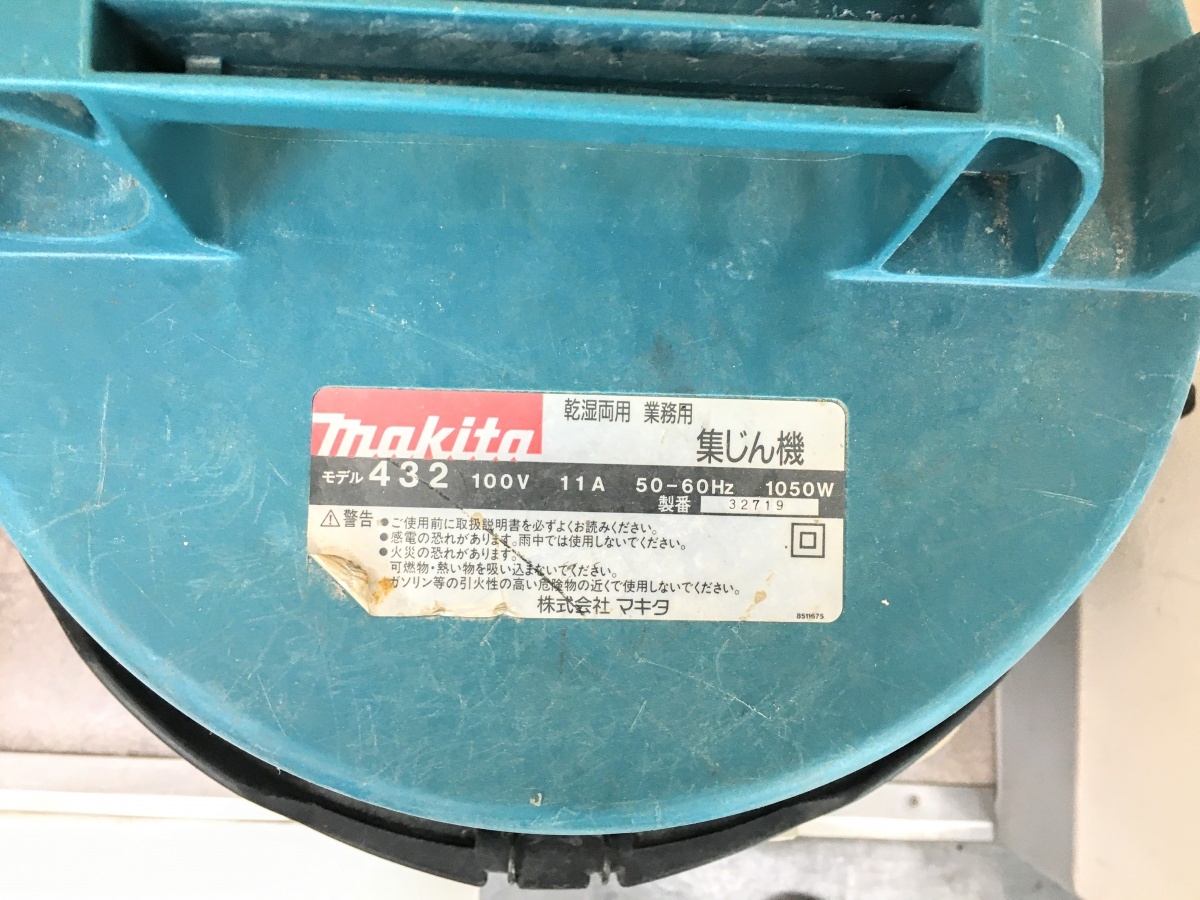 makita
乾湿両用 業務用
集じん機
モデル 432 100V 11A 50-60Hz 1050W
製番 32719
⚠警告 ●ご使用前に取扱説明書を必ずよくお読みください。
●感電の恐れがあります。雨中では使用しないでください。
●火災の恐れがあります。
可燃物・熱い物を吸い込まないでください。
ガソリン等の引火性の高い危険物の近くで使用しないでください。
株式会社 マキタ
851167S